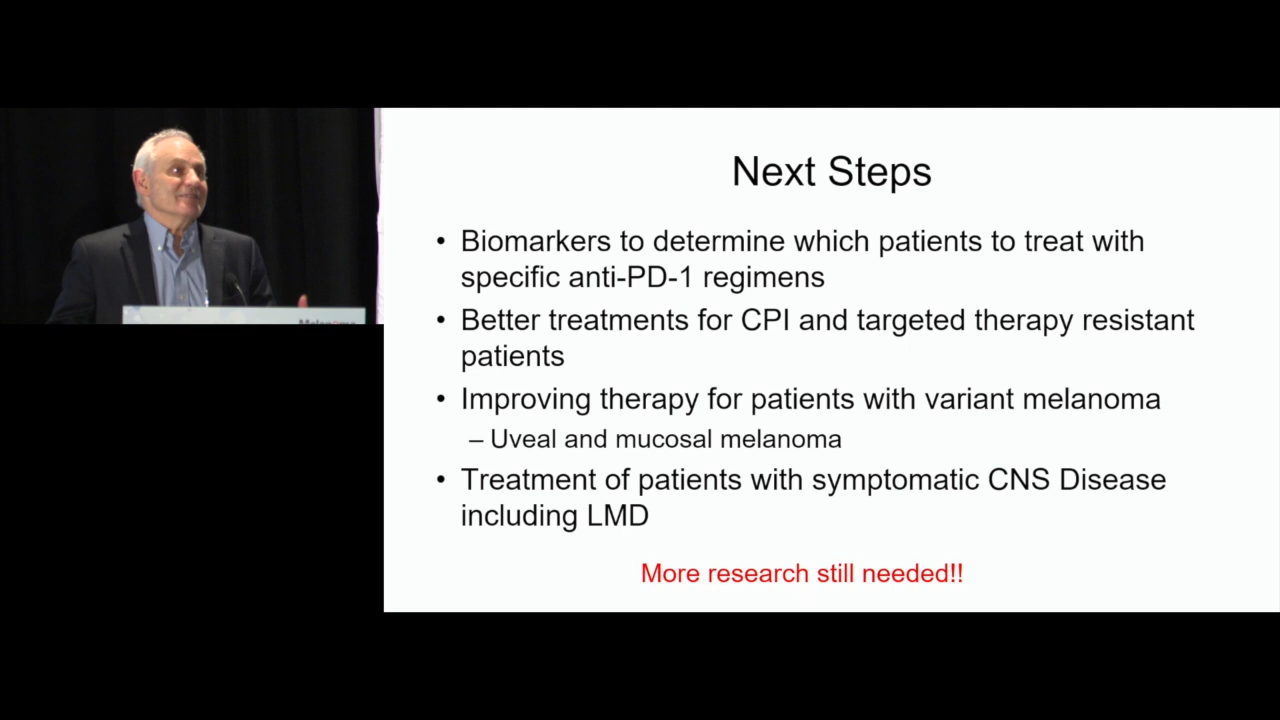 Next Steps
• Biomarkers to determine which patients to treat with
specific anti-PD-1 regimens
• Better treatments for CPI and targeted therapy resistant
patients
• Improving therapy for patients with variant melanoma
– Uveal and mucosal melanoma
• Treatment of patients with symptomatic CNS Disease
including LMD
More research still needed!!